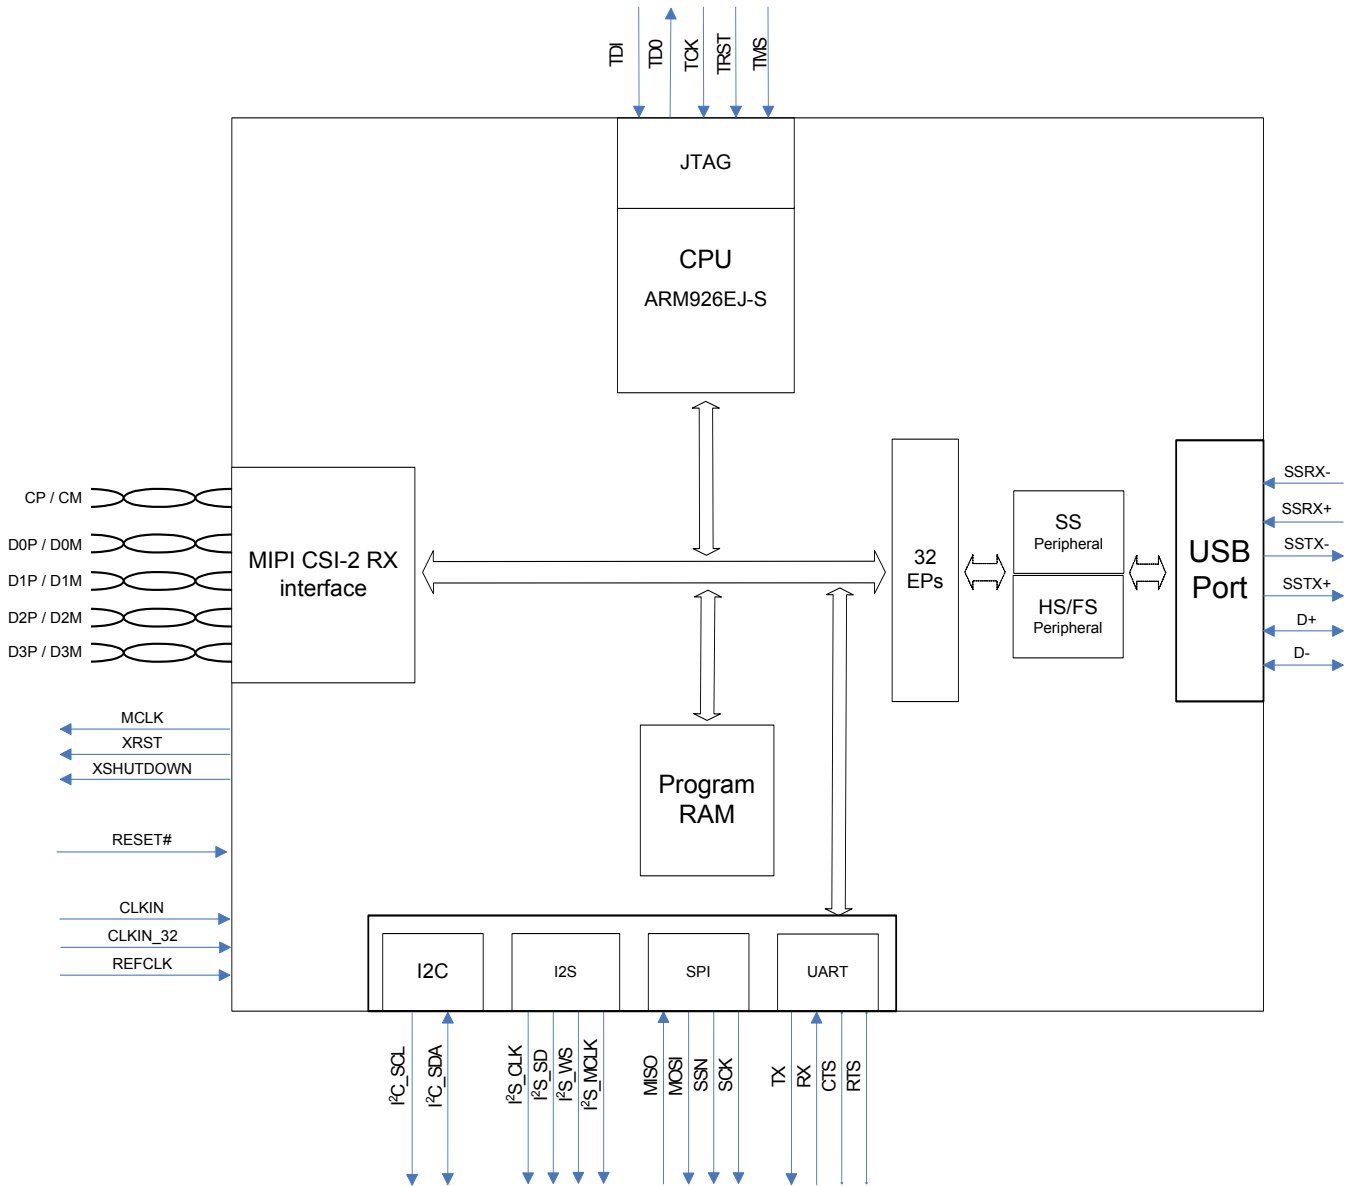 TDI
TD0
TCK
TRST
TMS
JTAG
CPU
ARM926EJ-S
CP / CM
D0P / D0M
D1P / D1M
D2P / D2M
D3P / D3M
MIPI CSI-2 RX
interface
32
EPs
SS
Peripheral
HS/FS
Peripheral
USB
Port
SSRX-
SSRX+
SSTX-
SSTX+
D+
D-
MCLK
XRST
XSHUTDOWN
RESET#
CLKIN
CLKIN_32
REFCLK
Program
RAM
I2C
I2S
SPI
UART
I²C_SCL
I²C_SDA
I²S_CLK
I²S_SD
I²S_WS
I²S_MCLK
MISO
MOSI
SSN
SCK
TX
RX
CTS
RTS